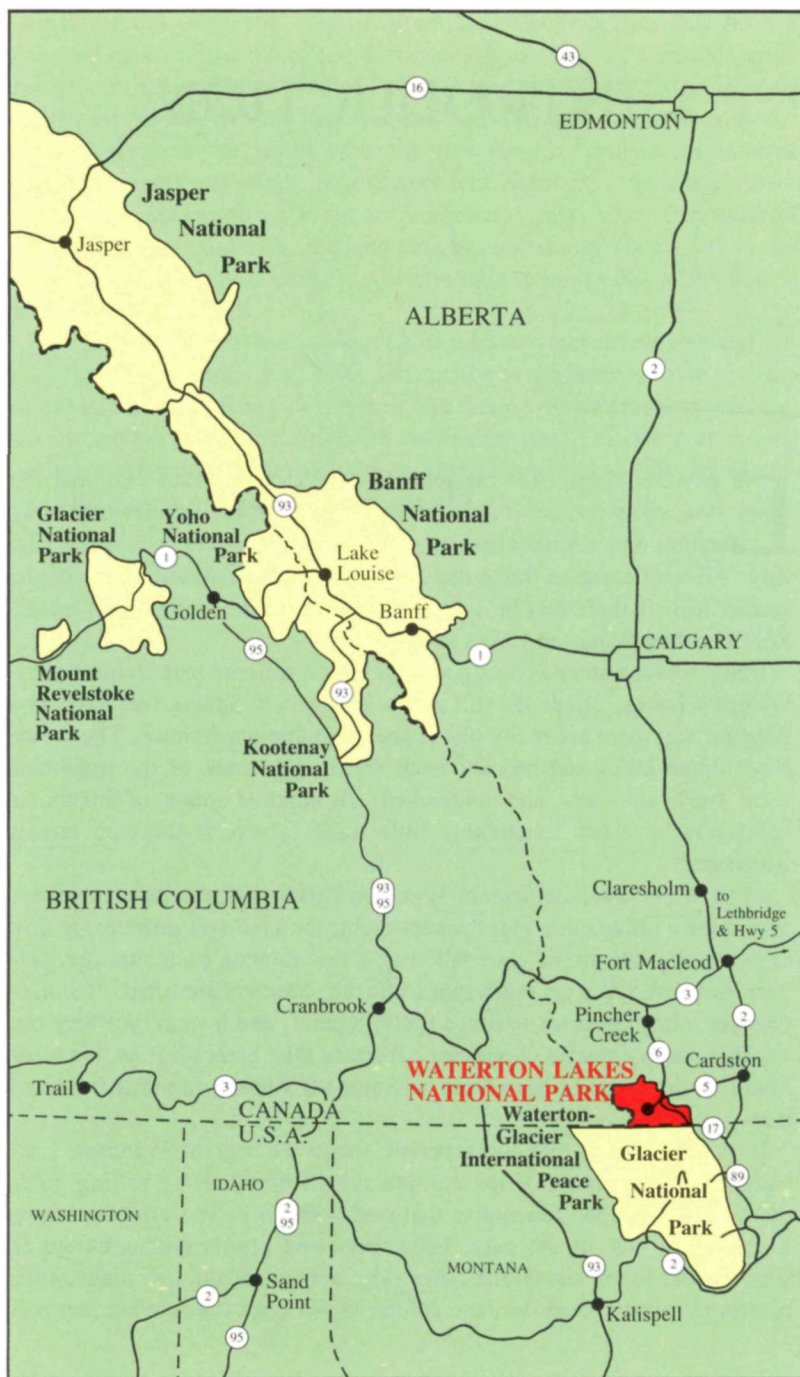 43
16
EDMONTON
Jasper
National
Park
Jasper
ALBERTA
2
Banff
National
Park
93
Glacier
National
Park
Yoho
National
Park
1
Lake
Louise
Golden
Banff
95
1
CALGARY
Mount
Revelstoke
National
Park
93
Kootenay
National
Park
BRITISH COLUMBIA
93
95
Claresholm
to
Lethbridge
& Hwy 5
Fort Macleod
3
Cranbrook
Pincher
Creek
2
6
Cardston
WATERTON LAKES
NATIONAL PARK
5
Trail
3
CANADA
U.S.A.
Waterton-
Glacier
International
Peace
Park
17
Glacier
National
Park
89
IDAHO
WASHINGTON
2
95
MONTANA
93
2
Sand
Point
2
Kalispell
95